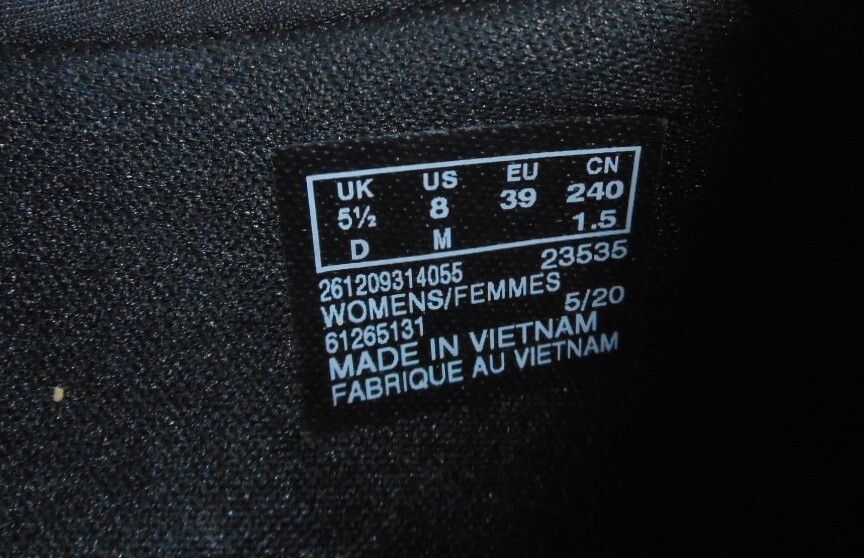 UK US EU CN
5½ 8 39 240
D M 1.5
261209314055 23535
WOMENS/FEMMES
61265131 5/20
MADE IN VIETNAM
FABRIQUE AU VIETNAM